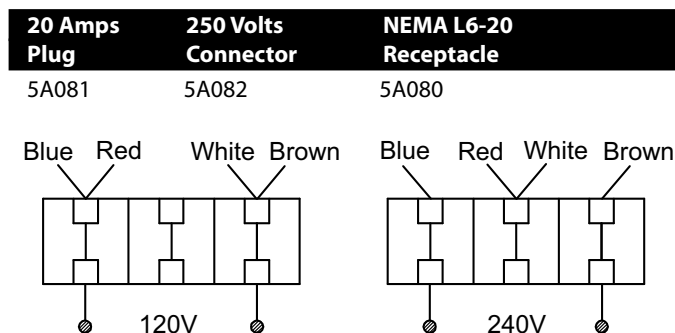 20 Amps 250 Volts NEMA L6-20
Plug Connector Receptacle
5A081 5A082 5A080
Blue Red White Brown Blue Red White Brown
120V 240V